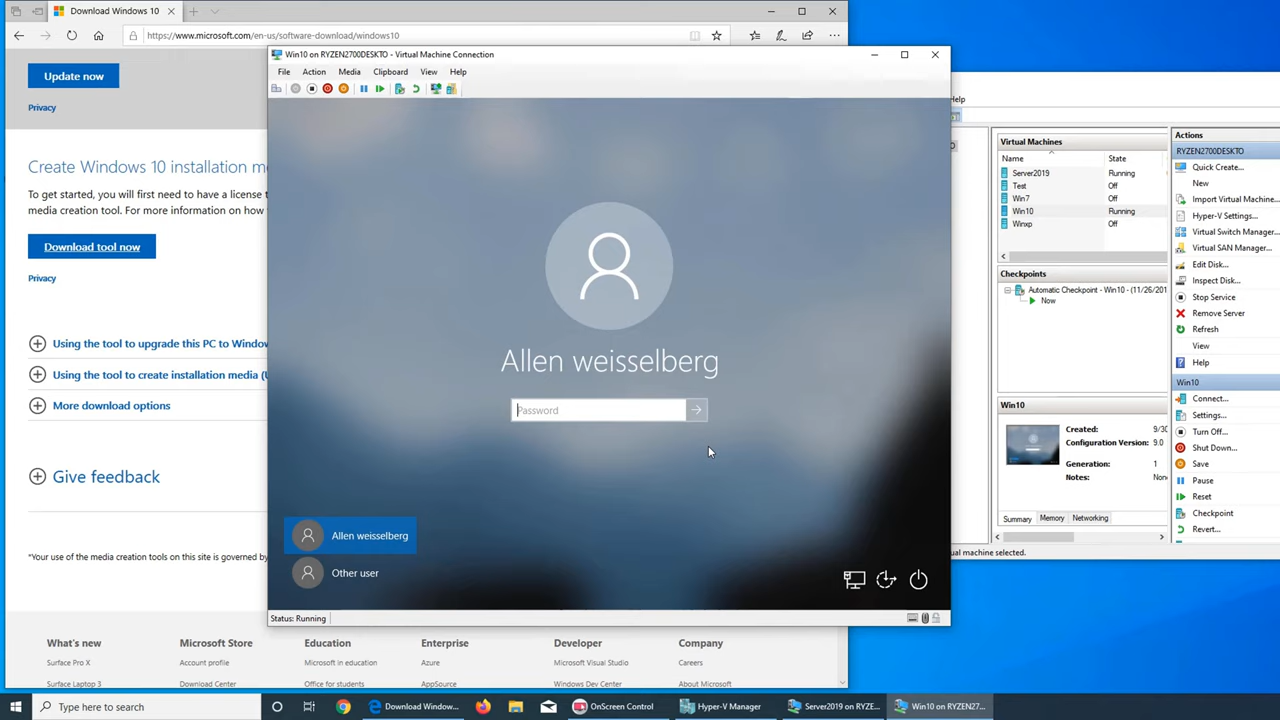 Download Windows 10
https://www.microsoft.com/en-us/software-download/windows10
Update now
Privacy
Create Windows 10 installation me
To get started, you will first need to have a license t
media creation tool. For more information on how
Download tool now
Privacy
Using the tool to upgrade this PC to Window
Using the tool to create installation media (U
More download options
Give feedback
*Your use of the media creation tools on this site is governed by
What's new
Microsoft Store
Education
Enterprise
Developer
Company
Surface Pro X
Account profile
Microsoft in education
Azure
Microsoft Visual Studio
Careers
Surface Laptop 3
Download Center
Office for students
AppSource
Windows Dev Center
About Microsoft
Win10 on RYZEN2700DESKTO - Virtual Machine Connection
File Action Media Clipboard View Help
Allen weisselberg
Password
Allen weisselberg
Other user
Status: Running
Help
Virtual Machines
Name State
Server2019 Running
Test Off
Win7 Off
Win10 Running
Winxp Off
Checkpoints
Automatic Checkpoint - Win10 - (11/26/201
Now
Win10
Created: 9/30
Configuration Version: 9.0
Generation: 1
Notes: Non
Summary Memory Networking
ual machine selected.
Actions
RYZEN2700DESKTO
Quick Create...
New
Import Virtual Machine...
Hyper-V Settings...
Virtual Switch Manager...
Virtual SAN Manager...
Edit Disk...
Inspect Disk...
Stop Service
Remove Server
Refresh
View
Help
Win10
Connect...
Settings...
Turn Off...
Shut Down...
Save
Pause
Reset
Checkpoint
Revert...
Type here to search
Download Window...
OnScreen Control
Hyper-V Manager
Server2019 on RYZE...
Win10 on RYZEN27...